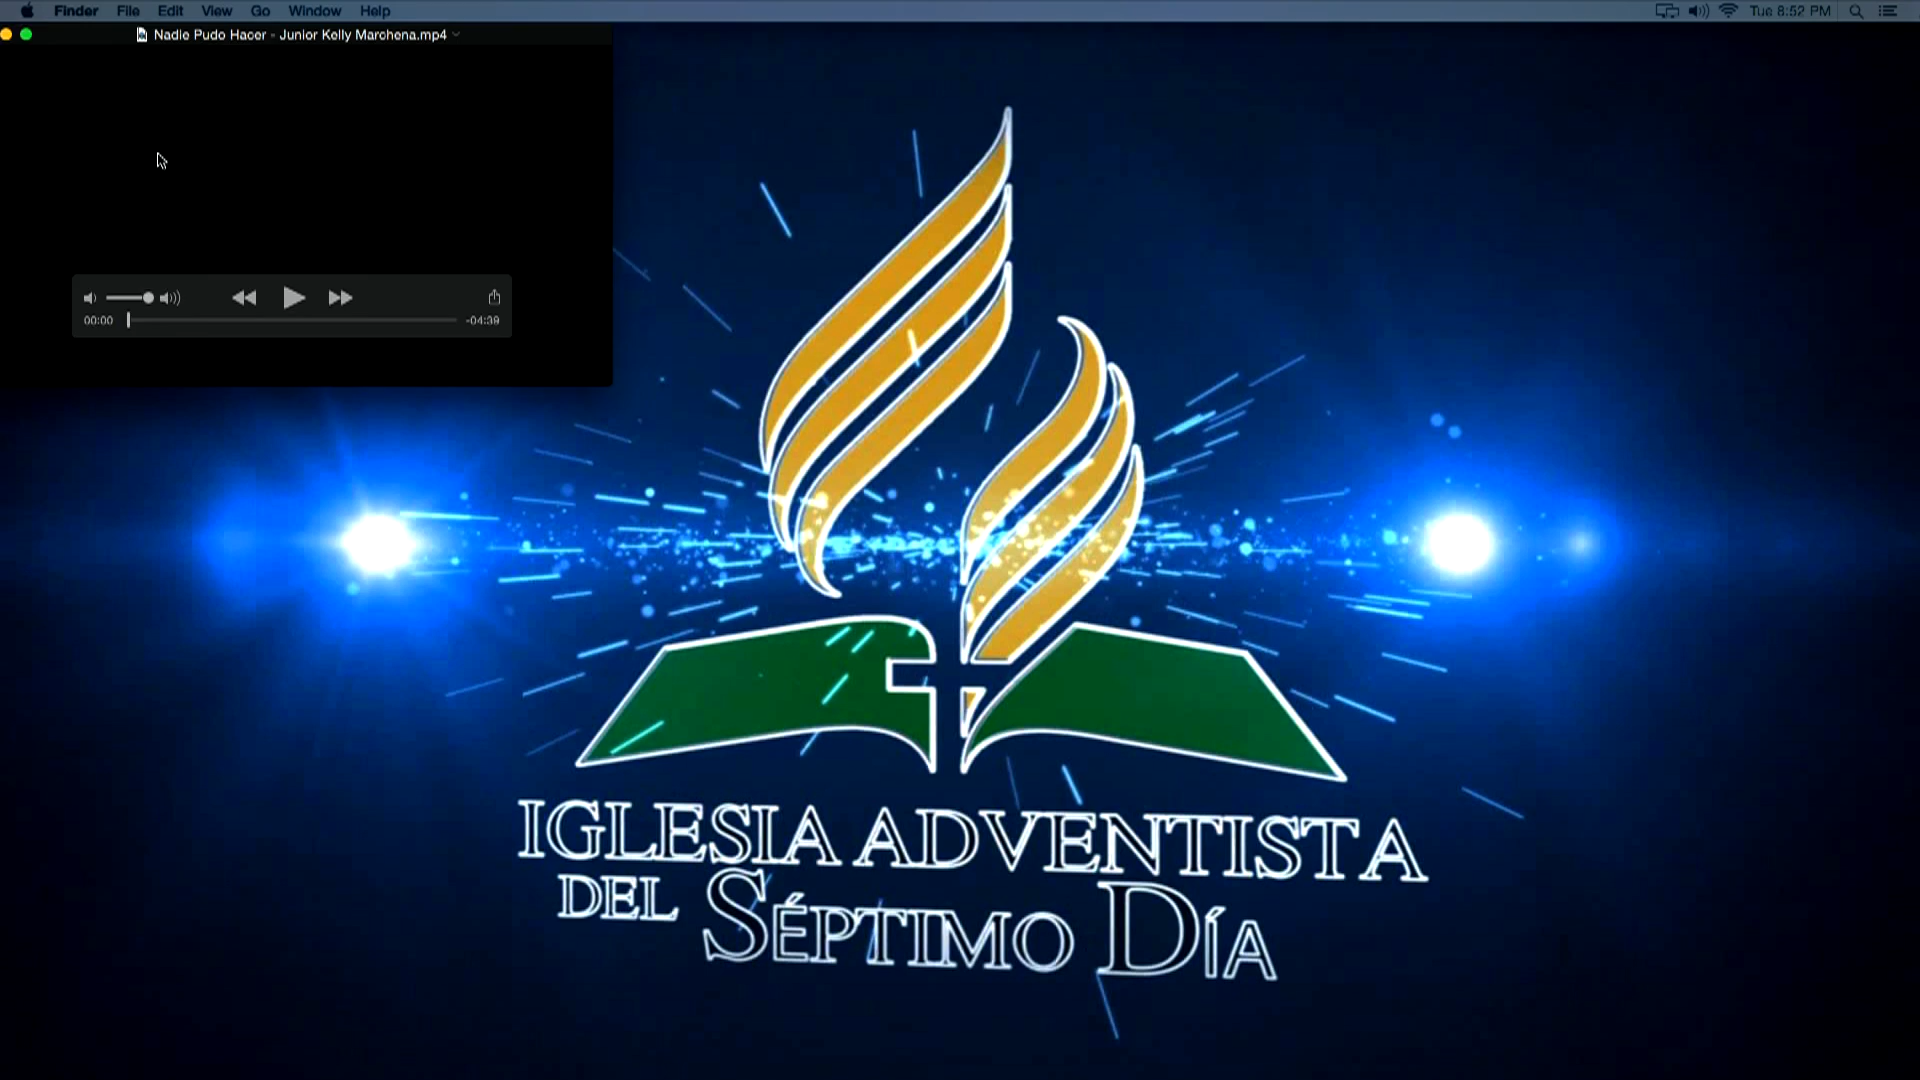 Finder File Edit View Go Window Help
Tue 8:52 PM
Nadie Pudo Hacer - Junior Kelly Marchena.mp4
00:00
-04:39
IGLESIA ADVENTISTA
DEL SÉPTIMO DÍA